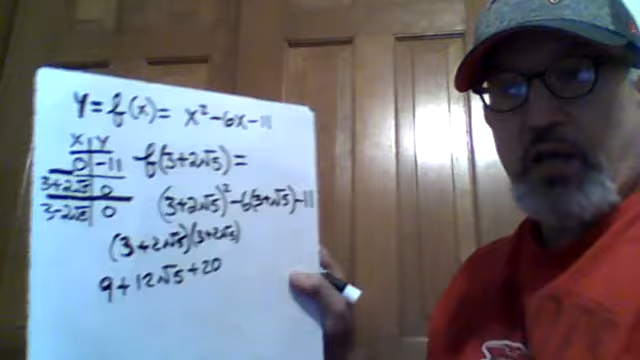 y = f(x) = x² - 6x - 11
X | Y
0 | -11
3+2√5 | 0
3-2√5 | 0
f(3+2√5) =
(3+2√5)² - 6(3+√5) - 11
(3+2√5)(3+2√5)
9 + 12√5 + 20